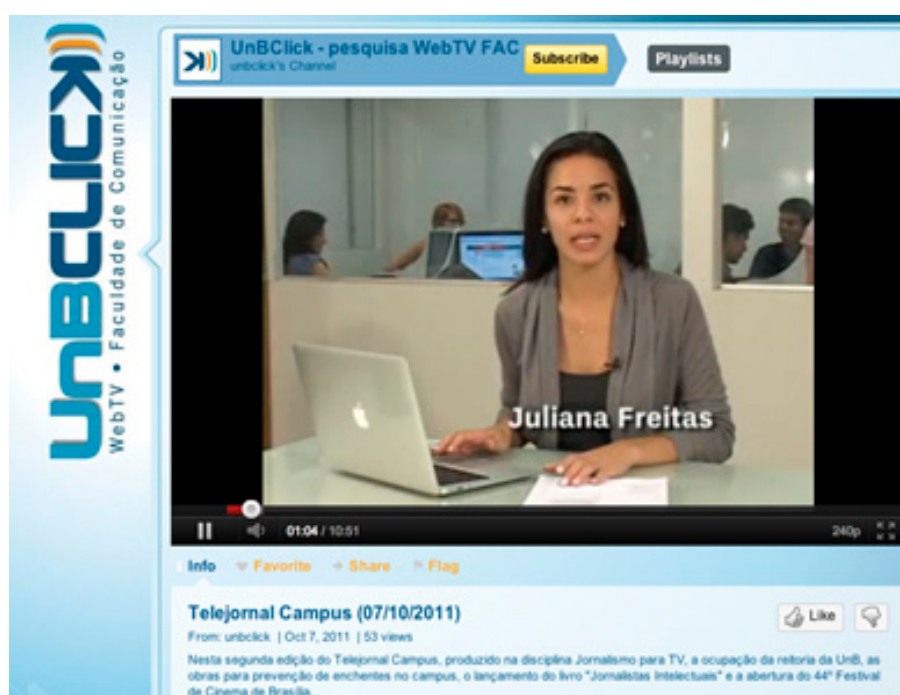 UnBCLICK
WebTV • Faculdade de Comunicação
UnBClick - pesquisa WebTV FAC
unbclick's Channel
Subscribe
Playlists
Juliana Freitas
01:04 / 10:51
240p
Info
Favorite
Share
Flag
Telejornal Campus (07/10/2011)
From: unbclick | Oct 7, 2011 | 53 views
Like
Nesta segunda edição do Telejornal Campus, produzido na disciplina Jornalismo para TV, a ocupação da reitoria da UnB, as
obras para prevenção de enchentes no campus, o lançamento do livro "Jornalistas Intelectuais" e a abertura do 44º Festival
de Cinema de Brasília.